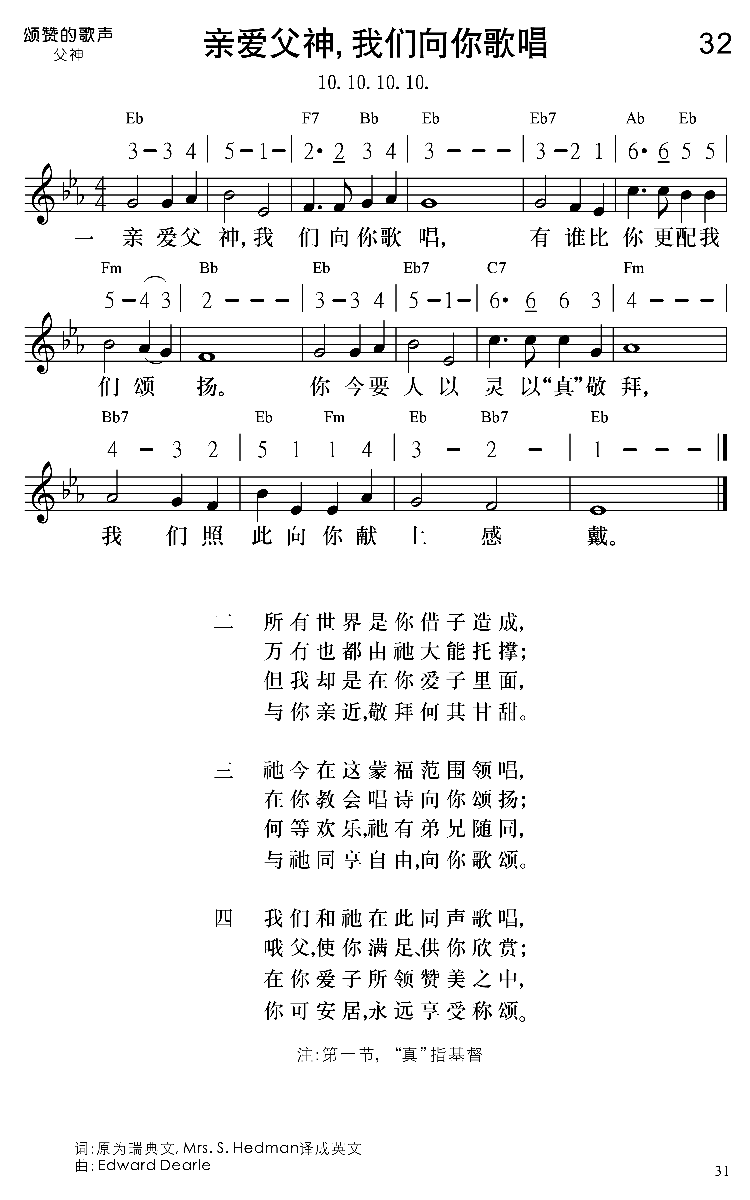 颂赞的歌声
父神
亲爱父神,我们向你歌唱
32
10. 10. 10. 10.
Eb F7 Bb Eb Eb7 Ab Eb
3 - 3 4 | 5 - 1 - | 2· 2 3 4 | 3 - - - | 3 - 2 1 | 6· 6 5 5 |
一 亲爱父神,我们向你歌唱, 有谁比你更配我
Fm Bb Eb Eb7 C7 Fm
5 - 4 3 | 2 - - - | 3 - 3 4 | 5 - 1 - | 6· 6 6 3 | 4 - - - |
们颂扬。 你今要人以灵以“真”敬拜,
Bb7 Eb Fm Eb Bb7 Eb
4 - 3 2 | 5 1 1 4 | 3 - 2 - | 1 - - - ‖
我们照此向你献上感戴。
二 所有世界是你借子造成,
万有也都由祂大能托撑;
但我却是在你爱子里面,
与你亲近,敬拜何其甘甜。
三 祂今在这蒙福范围领唱,
在你教会唱诗向你颂扬;
何等欢乐,祂有弟兄随同,
与祂同享自由,向你歌颂。
四 我们和祂在此同声歌唱,
哦父,使你满足、供你欣赏;
在你爱子所领赞美之中,
你可安居,永远享受称颂。
注:第一节, “真”指基督
词:原为瑞典文, Mrs. S. Hedman译成英文
曲: Edward Dearle
31